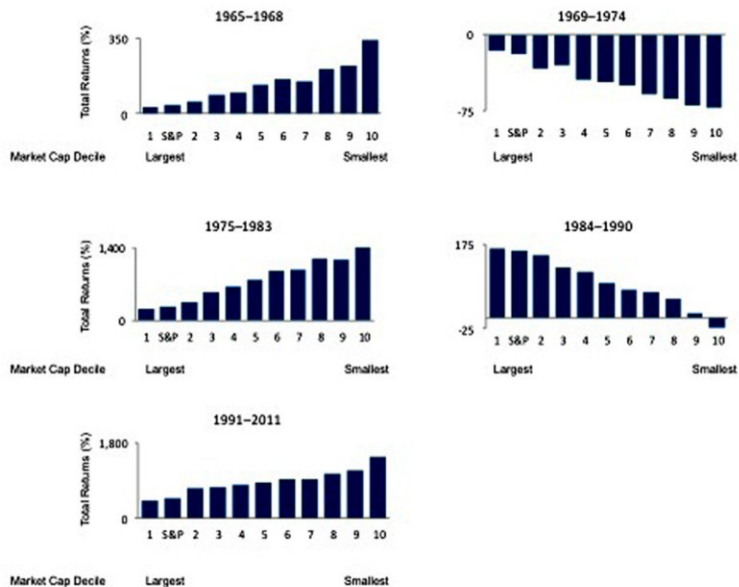 1965–1968
Total Returns (%)
350
0
1 S&P 2 3 4 5 6 7 8 9 10
Market Cap Decile Largest Smallest
1969–1974
0
-75
1 S&P 2 3 4 5 6 7 8 9 10
Largest Smallest
1975–1983
Total Returns (%)
1,400
0
1 S&P 2 3 4 5 6 7 8 9 10
Market Cap Decile Largest Smallest
1984–1990
175
-25
1 S&P 2 3 4 5 6 7 8 9 10
Largest Smallest
1991–2011
Total Returns (%)
1,800
0
1 S&P 2 3 4 5 6 7 8 9 10
Market Cap Decile Largest Smallest